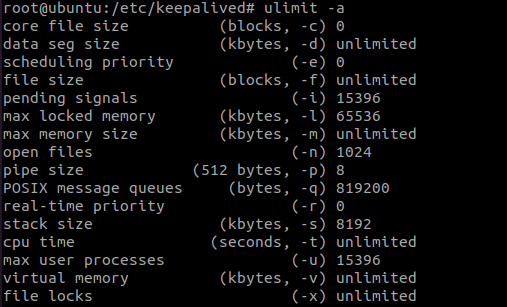 root@ubuntu:/etc/keepalived# ulimit -a
core file size          (blocks, -c) 0
data seg size           (kbytes, -d) unlimited
scheduling priority             (-e) 0
file size               (blocks, -f) unlimited
pending signals                 (-i) 15396
max locked memory       (kbytes, -l) 65536
max memory size         (kbytes, -m) unlimited
open files                      (-n) 1024
pipe size            (512 bytes, -p) 8
POSIX message queues     (bytes, -q) 819200
real-time priority              (-r) 0
stack size              (kbytes, -s) 8192
cpu time               (seconds, -t) unlimited
max user processes              (-u) 15396
virtual memory          (kbytes, -v) unlimited
file locks                      (-x) unlimited